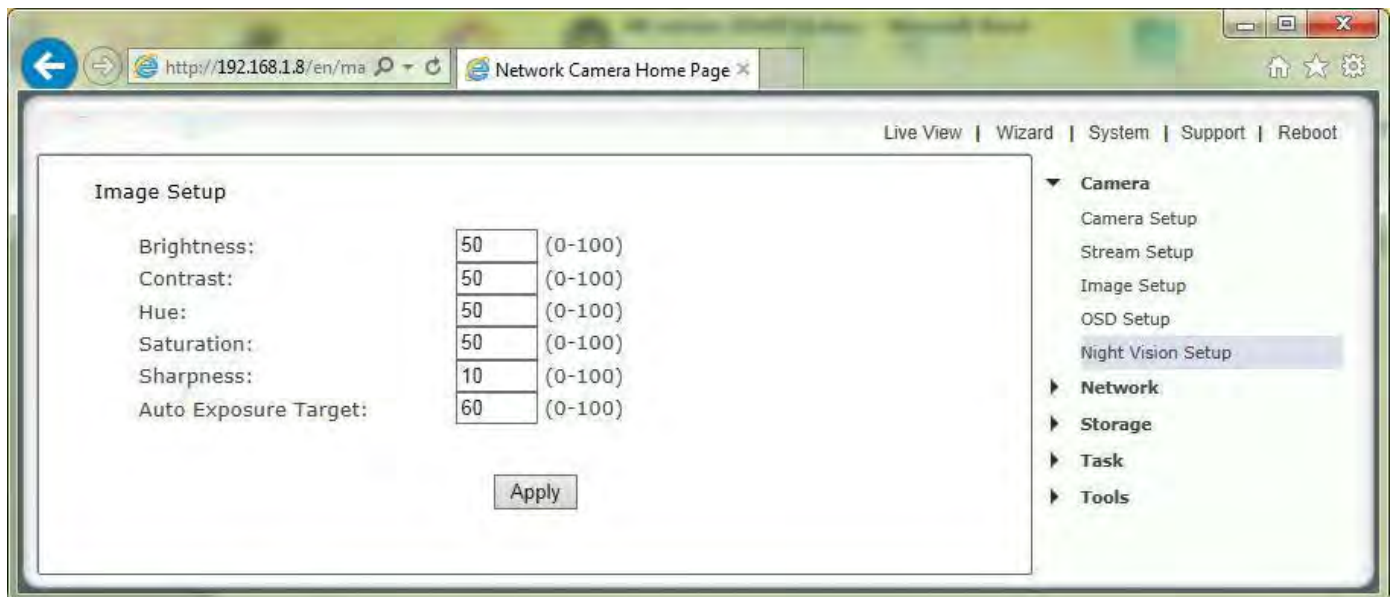 http://192.168.1.8/en/ma
Network Camera Home Page
Live View | Wizard | System | Support | Reboot
Image Setup
Brightness: 50 (0-100)
Contrast: 50 (0-100)
Hue: 50 (0-100)
Saturation: 50 (0-100)
Sharpness: 10 (0-100)
Auto Exposure Target: 60 (0-100)
Apply
Camera
Camera Setup
Stream Setup
Image Setup
OSD Setup
Night Vision Setup
Network
Storage
Task
Tools